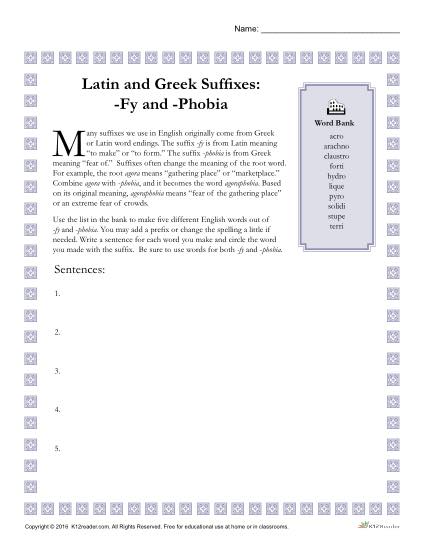 Name: ______________________________
Latin and Greek Suffixes:
-Fy and -Phobia
Many suffixes we use in English originally come from Greek
or Latin word endings. The suffix -fy is from Latin meaning
"to make" or "to form." The suffix -phobia is from Greek
meaning "fear of." Suffixes often change the meaning of the root word.
For example, the root agora means "gathering place" or "marketplace."
Combine agora with -phobia, and it becomes the word agoraphobia. Based
on its original meaning, agoraphobia means "fear of the gathering place"
or an extreme fear of crowds.
Use the list in the bank to make five different English words out of
-fy and -phobia. You may add a prefix or change the spelling a little if
needed. Write a sentence for each word you make and circle the word
you made with the suffix. Be sure to use words for both -fy and -phobia.
Word Bank
acro
arachno
claustro
forti
hydro
lique
pyro
solidi
stupe
terri
Sentences:
1.
2.
3.
4.
5.
Copyright © 2016 K12reader.com. All Rights Reserved. Free for educational use at home or in classrooms.
K12Reader